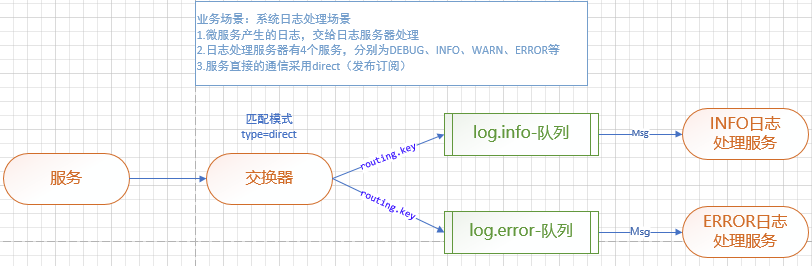 业务场景：系统日志处理场景
1.微服务产生的日志，交给日志服务器处理
2.日志处理服务器有4个服务，分别为DEBUG、INFO、WARN、ERROR等
3.服务直接的通信采用direct（发布订阅）
匹配模式
type=direct
服务
交换器
routing.key
routing.key
log.info-队列
Msg
INFO日志
处理服务
log.error-队列
Msg
ERROR日志
处理服务